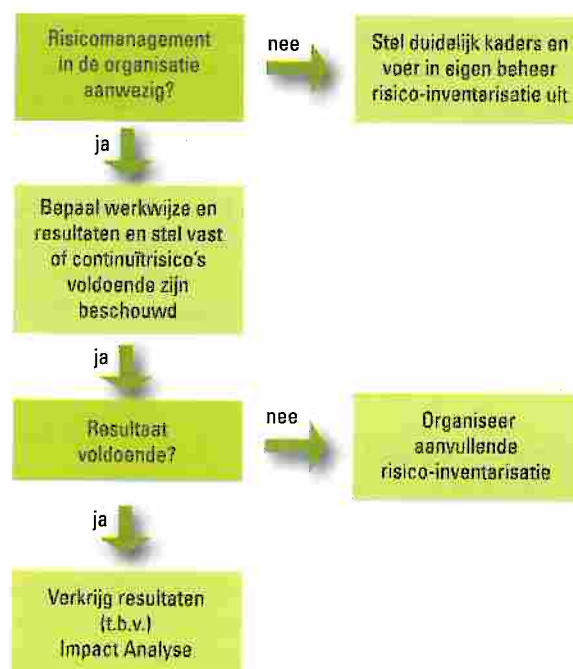 Risicomanagement
in de organisatie
aanwezig?
nee
Stel duidelijk kaders en
voer in eigen beheer
risico-inventarisatie uit
ja
Bepaal werkwijze en
resultaten en stel vast
of continuïtrisico's
voldoende zijn
beschouwd
ja
Resultaat
voldoende?
nee
Organiseer
aanvullende
risico-inventarisatie
ja
Verkrijg resultaten
(t.b.v.)
Impact Analyse